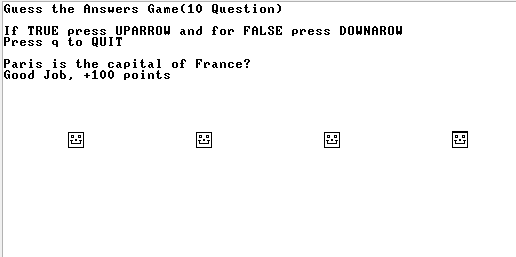 Guess the Answers Game(10 Question)
If TRUE press UPARROW and for FALSE press DOWNAROW
Press q to QUIT
Paris is the capital of France?
Good Job, +100 points